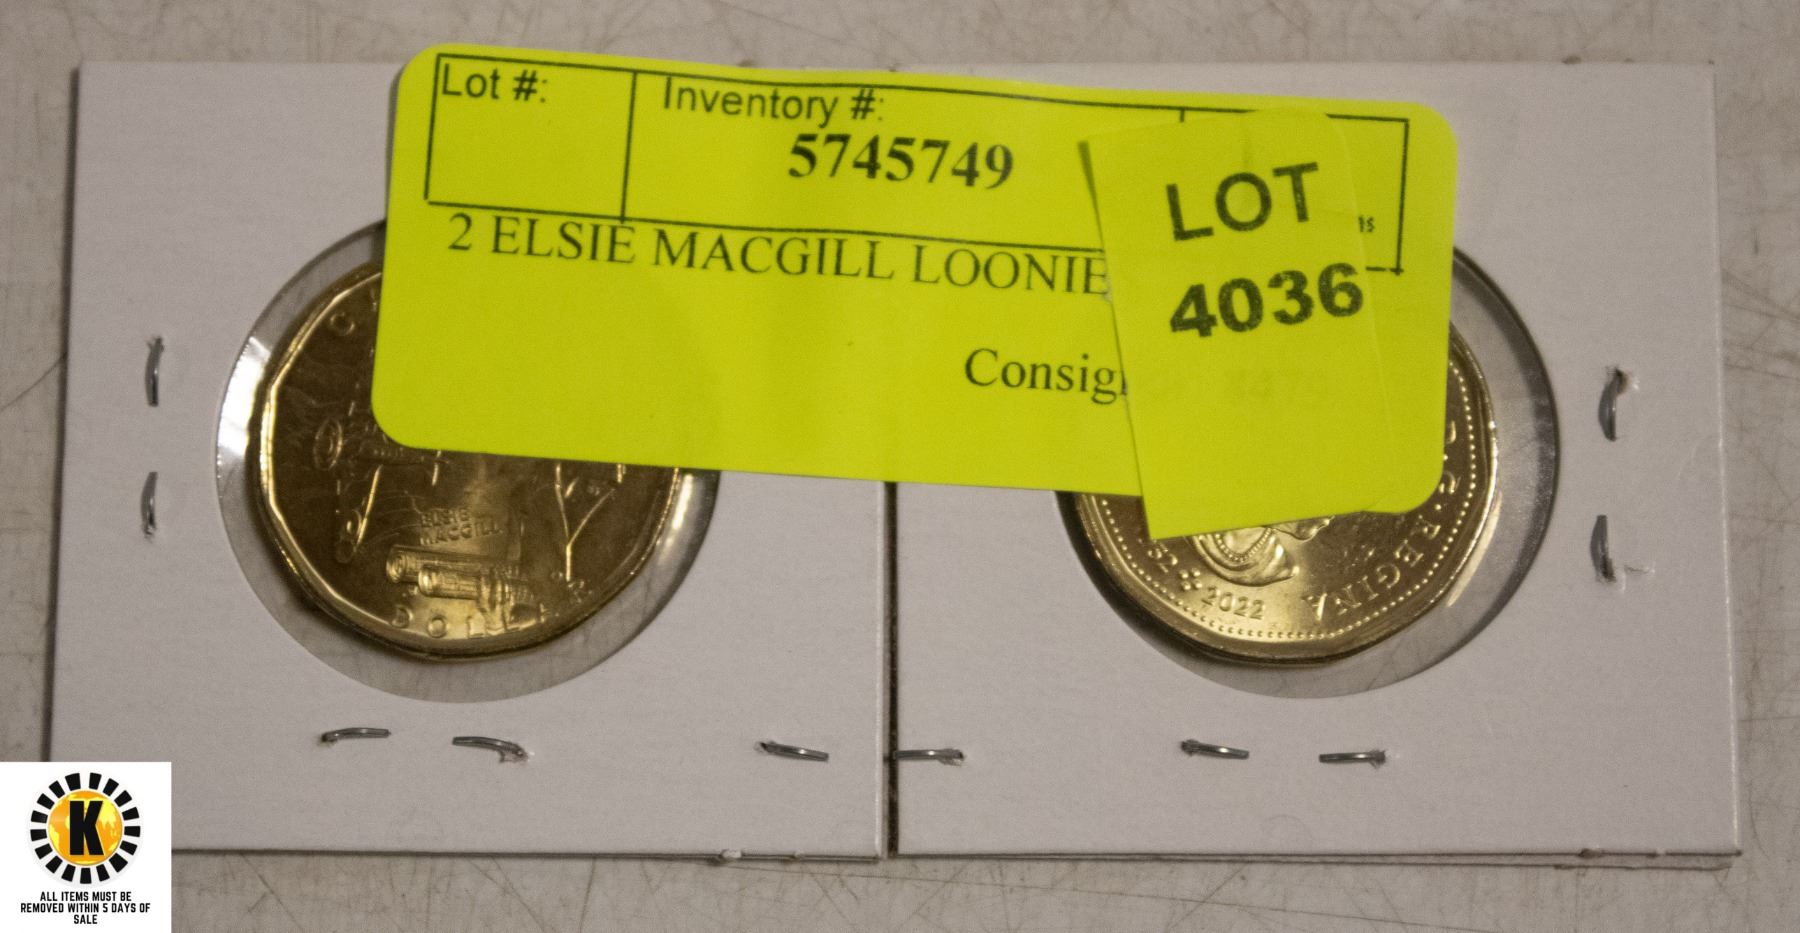 Lot #:
Inventory #:
5745749
LOT
4036
2 ELSIE MACGILL LOONIE
ELSIE
MACGILL
DOLLAR
REGINA
2022
K
ALL ITEMS MUST BE
REMOVED WITHIN 5 DAYS OF
SALE